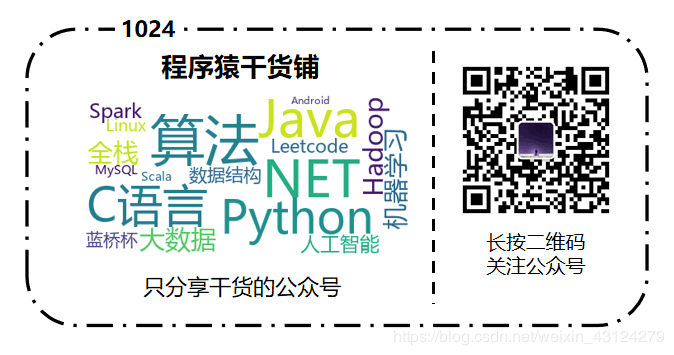 1024
程序猿干货铺
Android
Spark
Java
Hadoop
Linux
算法
Leetcode
全栈
机器学习
MySQL
Scala
数据结构
NET
C语言
Python
蓝桥杯
大数据
人工智能
只分享干货的公众号
长按二维码
关注公众号
https://blog.csdn.net/weixin_43124279